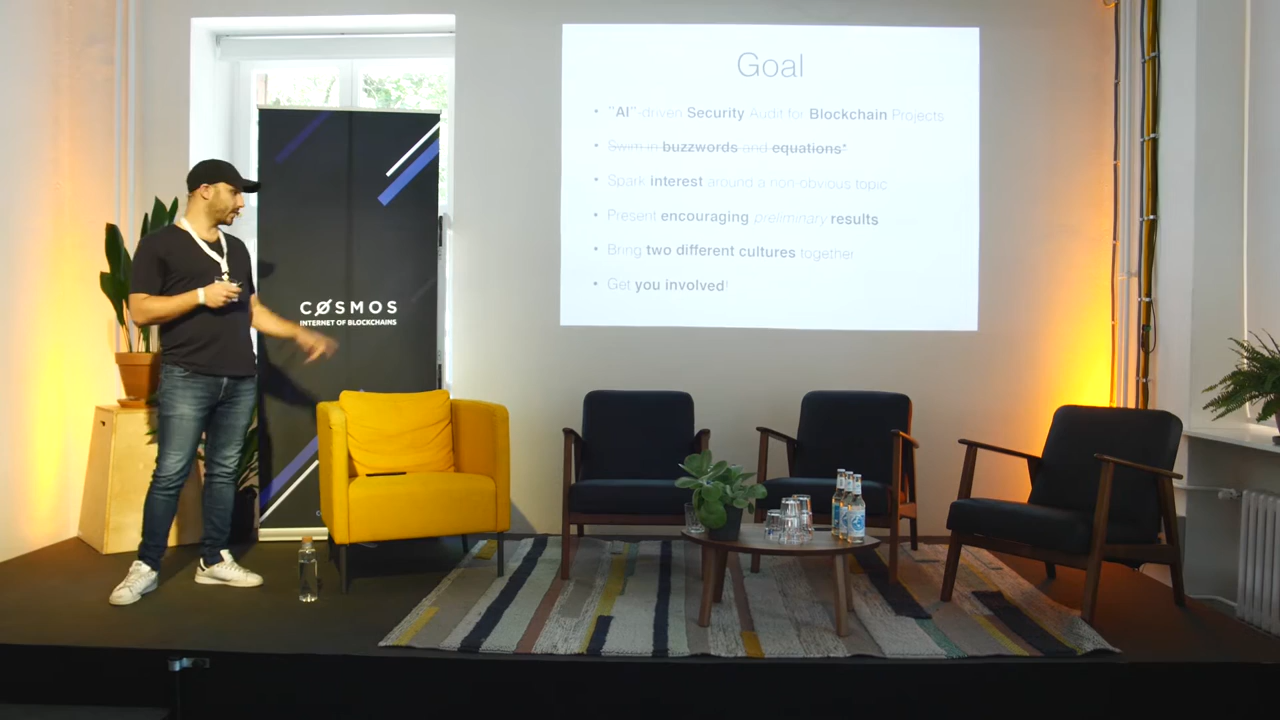 Goal
• "AI"-driven Security Audit for Blockchain Projects
• Swim in buzzwords and equations*
• Spark interest around a non-obvious topic
• Present encouraging preliminary results
• Bring two different cultures together
• Get you involved!
CØSMOS
INTERNET OF BLOCKCHAINS